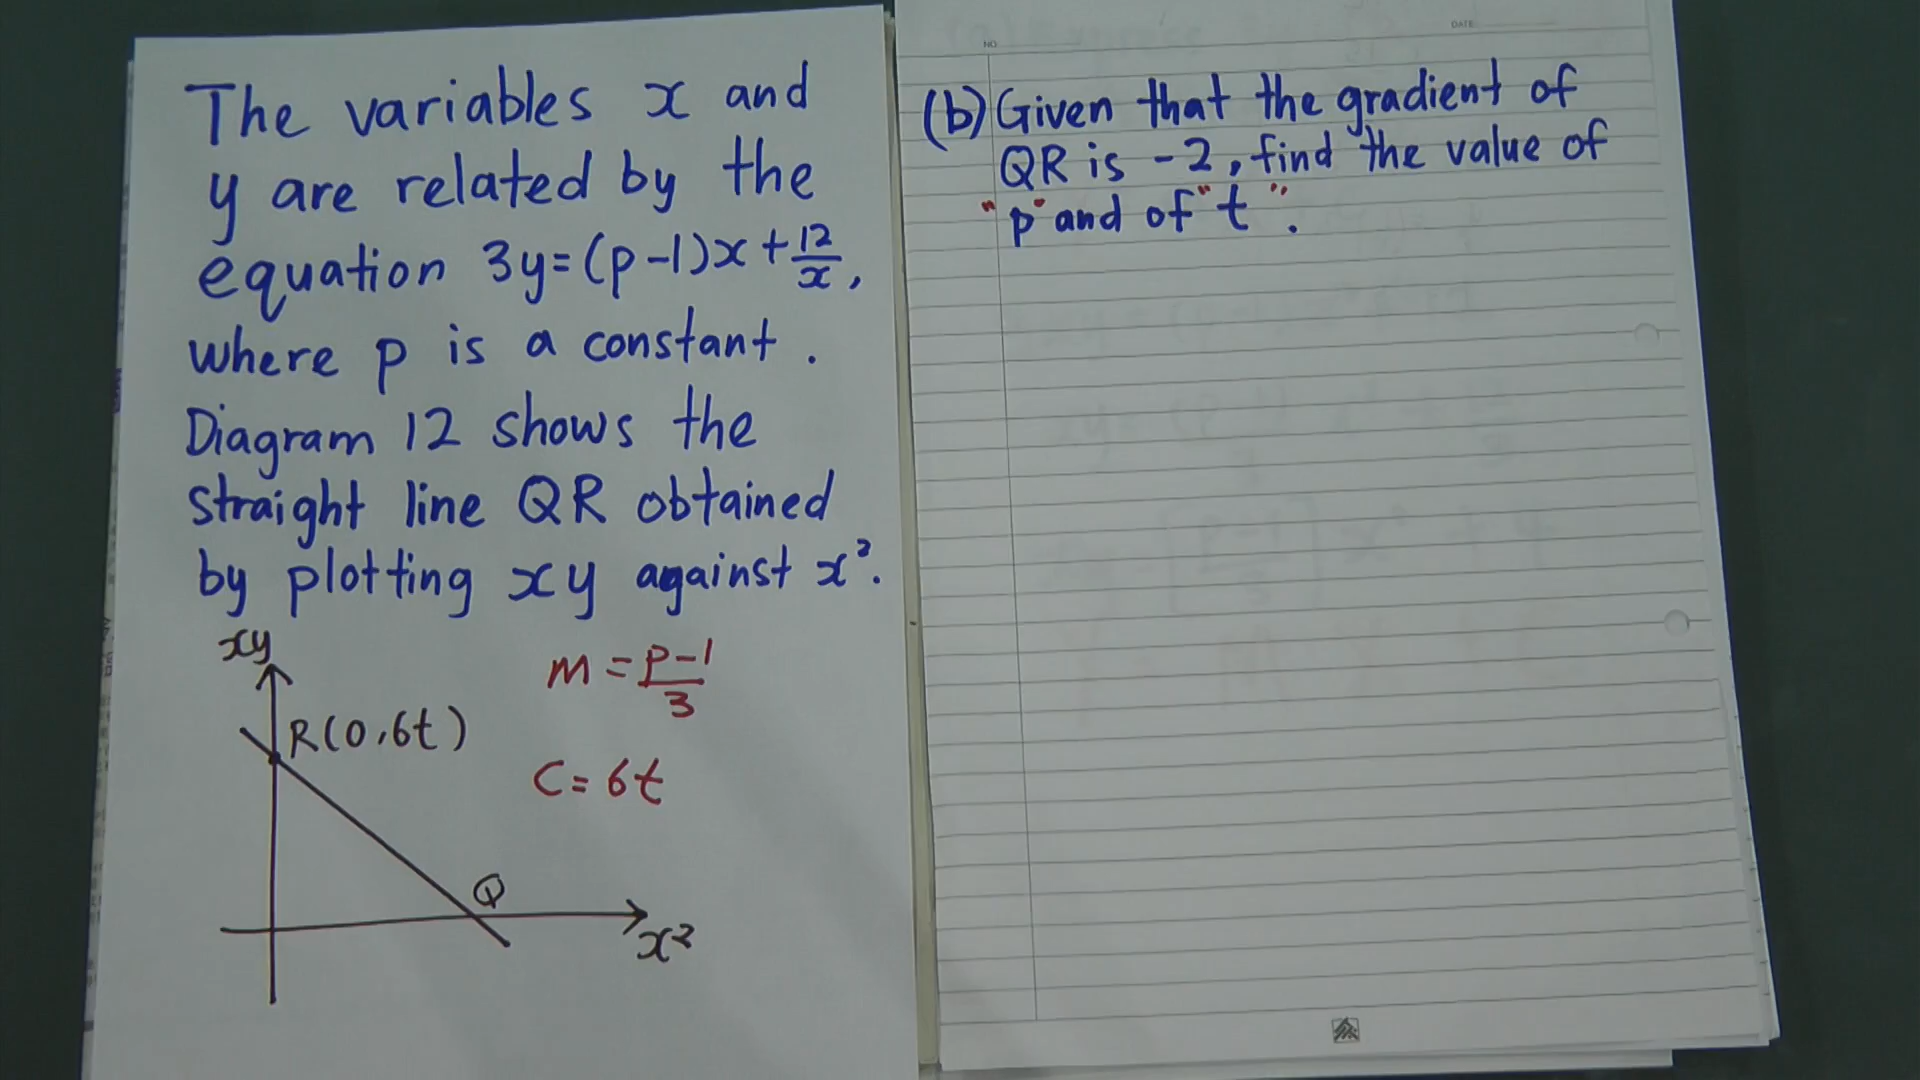 The variables x and
y are related by the
equation 3y=(p-1)x+12/x,
where p is a constant.
Diagram 12 shows the
straight line QR obtained
by plotting xy against x².
xy
m = p-1/3
R(0,6t)
C = 6t
Q
x²
NO
DATE
(b) Given that the gradient of
QR is -2, find the value of
"p" and of "t".